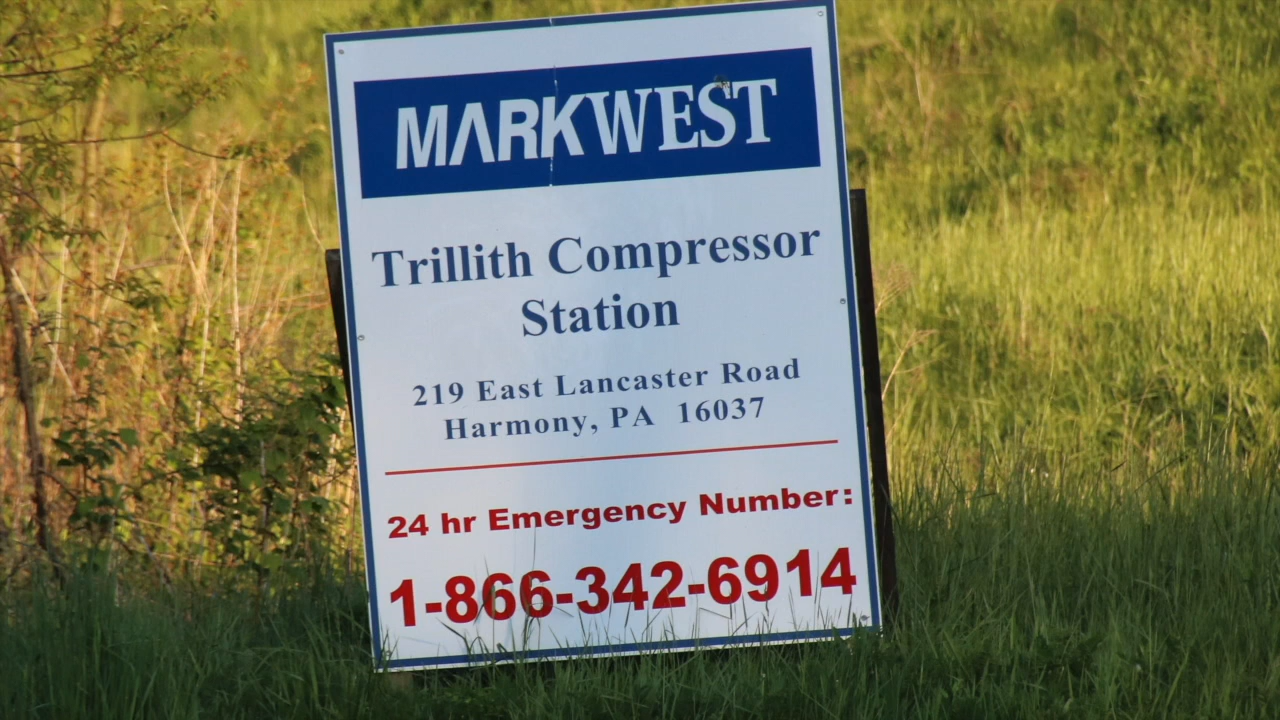 MARKWEST
Trillith Compressor
Station
219 East Lancaster Road
Harmony, PA 16037
24 hr Emergency Number:
1-866-342-6914